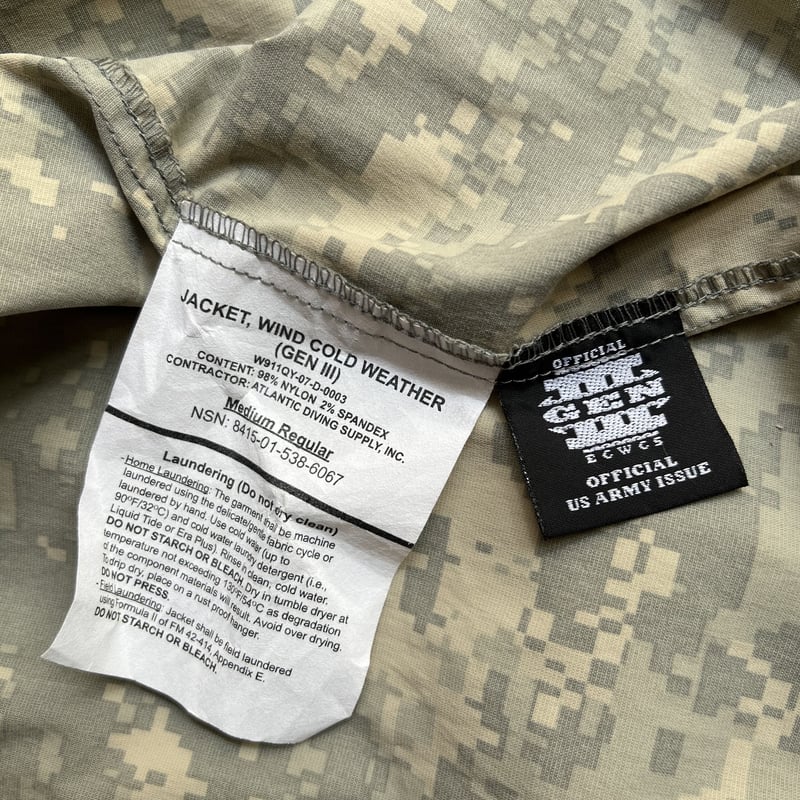 JACKET, WIND COLD WEATHER
(GEN III)
W911QY-07-D-0003
CONTENT: 98% NYLON 2% SPANDEX
CONTRACTOR: ATLANTIC DIVING SUPPLY, INC.
Medium Regular
NSN: 8415-01-538-6067
Laundering (Do not dry clean)
-Home Laundering: The garment shall be machine
laundered using the delicate/gentle fabric cycle or
laundered by hand. Use cold water (up to
90°F/32°C) and cold water laundry detergent (i.e.,
Liquid Tide or Era Plus). Rinse in clean, cold water.
DO NOT STARCH OR BLEACH. Dry in tumble dryer at
temperature not exceeding 130°F/54°C as degradation
of the component materials will result. Avoid over drying.
To drip dry, place on a rust proof hanger.
DO NOT PRESS.
-Field Laundering: Jacket shall be field laundered
using Formula II of FM 42-414, Appendix E.
DO NOT STARCH OR BLEACH.
OFFICIAL
III
GEN
III
ECWCS
OFFICIAL
US ARMY ISSUE